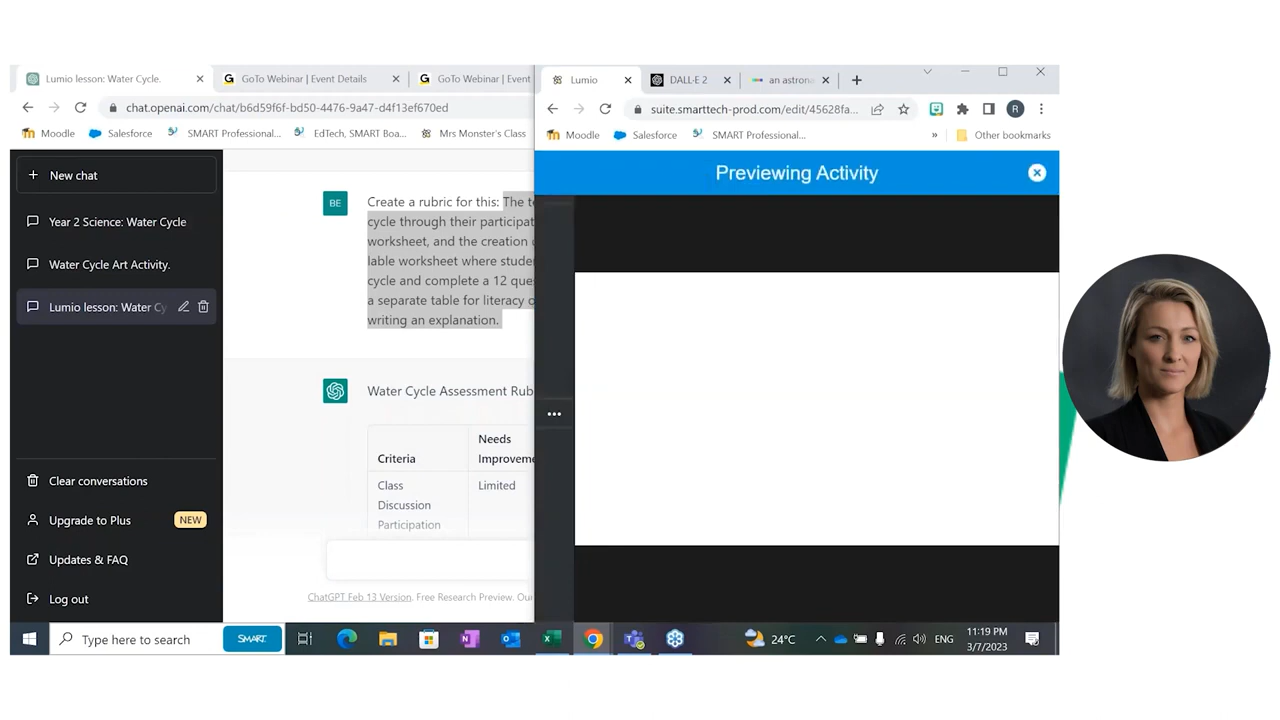 Lumio lesson: Water Cycle.
GoTo Webinar | Event Details
GoTo Webinar | Event
chat.openai.com/chat/b6d59f6f-bd50-4476-9a47-d4f13ef670ed
Moodle
Salesforce
SMART Professional...
EdTech, SMART Boa...
Mrs Monster's Class
New chat
Year 2 Science: Water Cycle
Water Cycle Art Activity.
Lumio lesson: Water Cy
Clear conversations
Upgrade to Plus
NEW
Updates & FAQ
Log out
BE
Create a rubric for this: The t
cycle through their participat
worksheet, and the creation
lable worksheet where stude
cycle and complete a 12 que
a separate table for literacy
writing an explanation.
Water Cycle Assessment Rub
Criteria
Needs
Improveme
Class
Discussion
Participation
Limited
ChatGPT Feb 13 Version. Free Research Preview. Our
Lumio
DALL·E 2
an astrona
suite.smarttech-prod.com/edit/45628fa...
Moodle
Salesforce
SMART Professional...
»
Other bookmarks
R
Previewing Activity
Type here to search
SMART
24°C
ENG
11:19 PM
3/7/2023